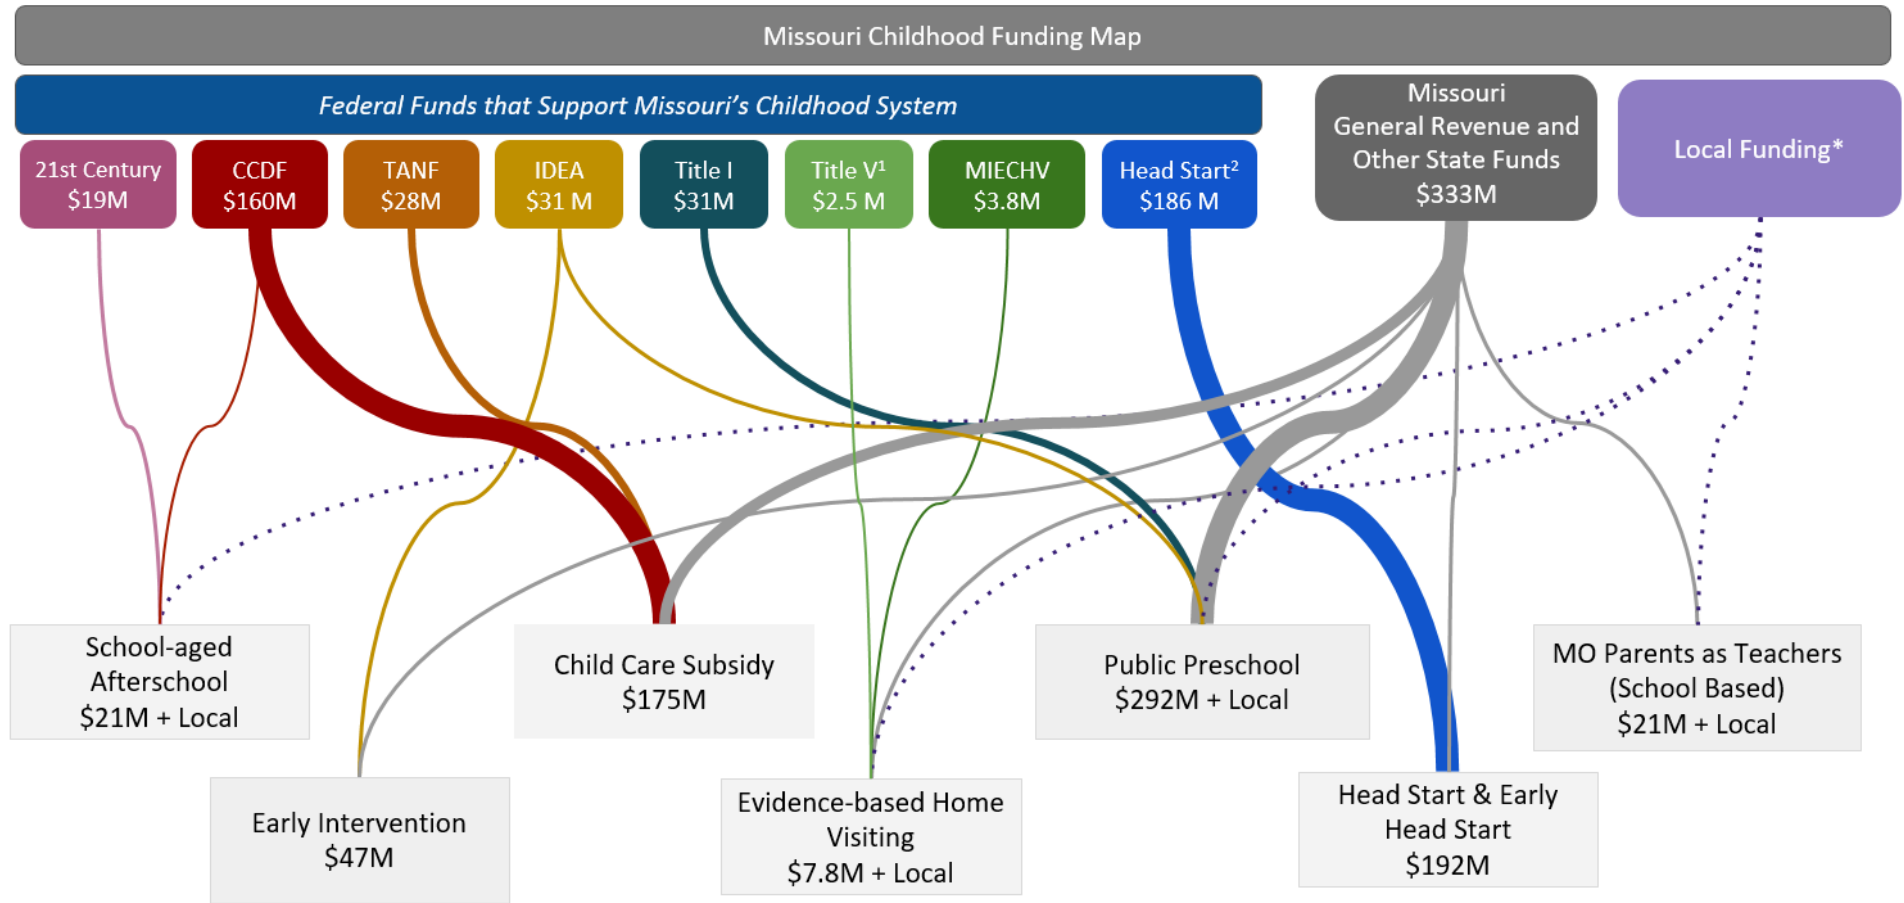 Missouri Childhood Funding Map
Federal Funds that Support Missouri's Childhood System
21st Century
$19M
CCDF
$160M
TANF
$28M
IDEA
$31 M
Title I
$31M
Title V¹
$2.5 M
MIECHV
$3.8M
Head Start²
$186 M
Missouri
General Revenue and
Other State Funds
$333M
Local Funding*
School-aged
Afterschool
$21M + Local
Child Care Subsidy
$175M
Public Preschool
$292M + Local
MO Parents as Teachers
(School Based)
$21M + Local
Early Intervention
$47M
Evidence-based Home
Visiting
$7.8M + Local
Head Start & Early
Head Start
$192M